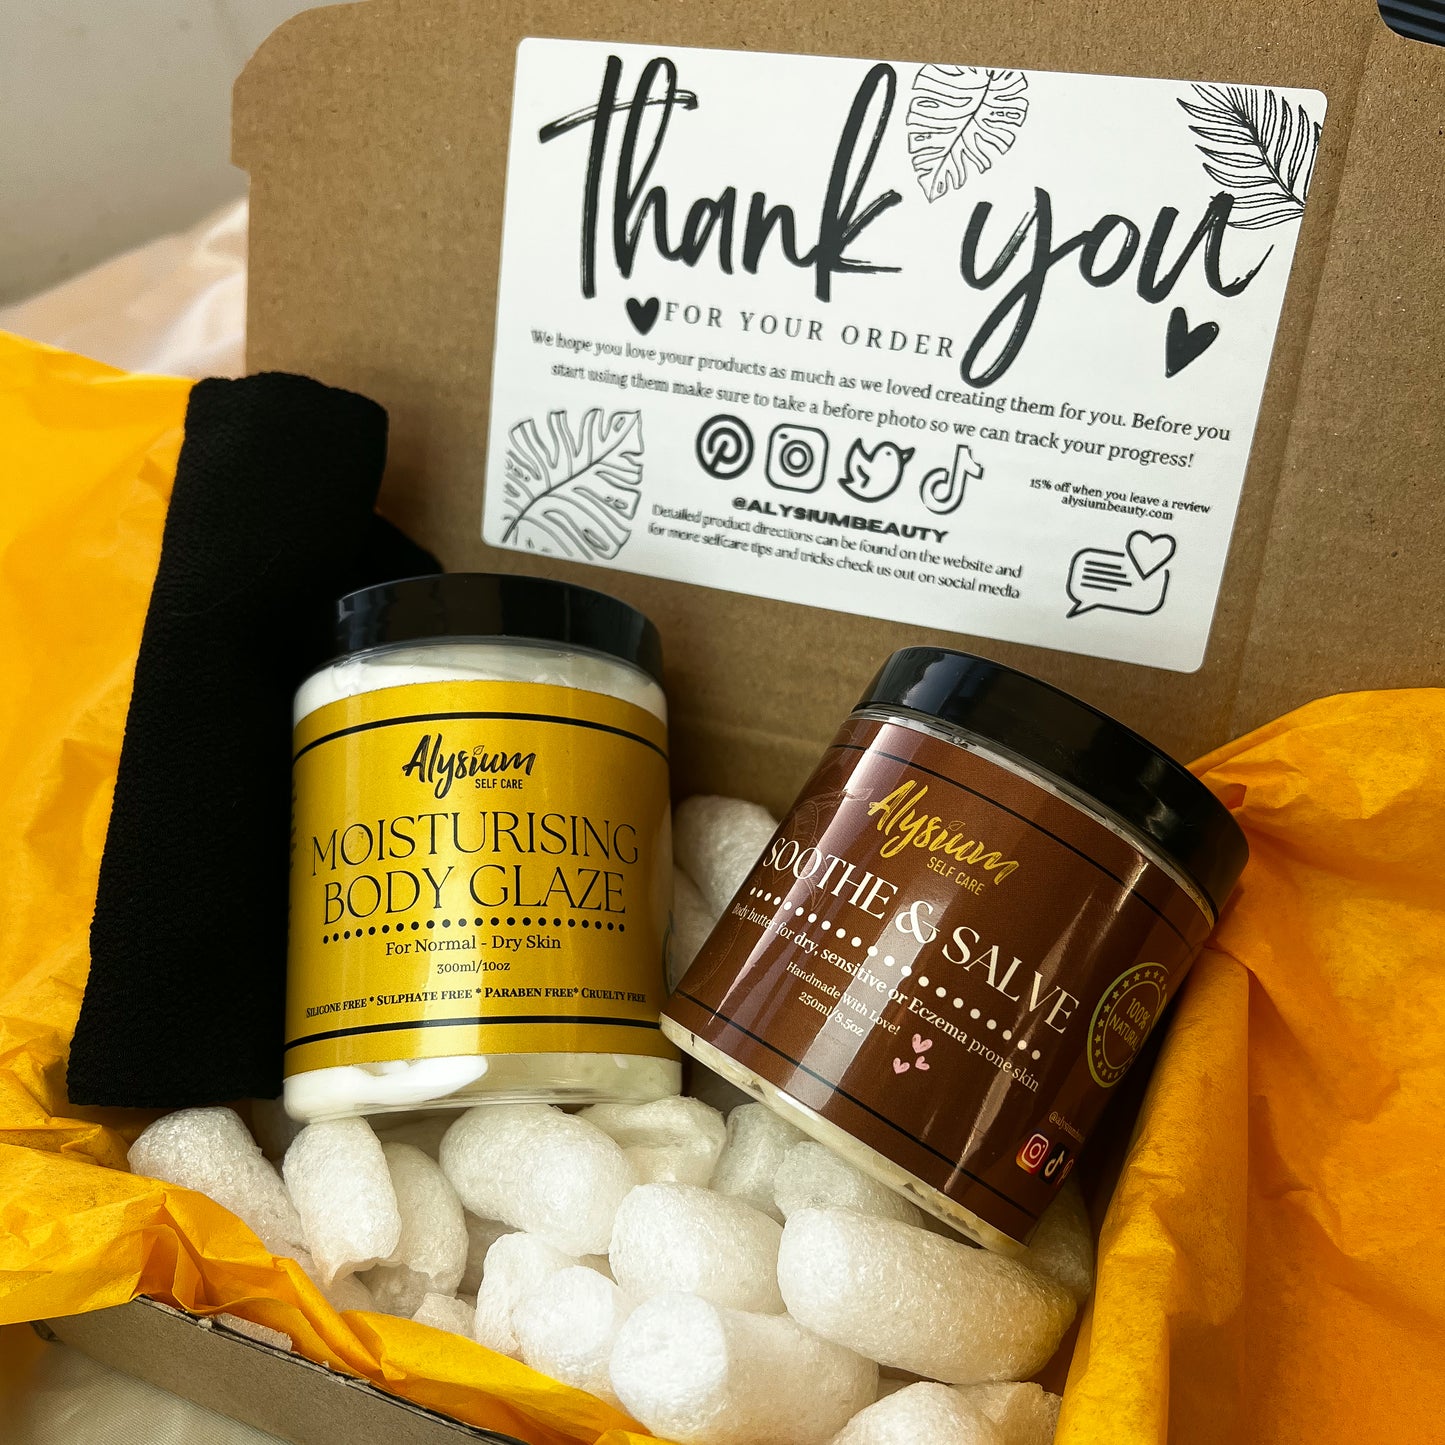 Thank you
FOR YOUR ORDER
We hope you love your products as much as we loved creating them for you. Before you
start using them make sure to take a before photo so we can track your progress!
@ALYSIUMBEAUTY
Detailed product directions can be found on the website and
for more selfcare tips and tricks check us out on social media
15% off when you leave a review
alysiumbeauty.com
Alysium
SELF CARE
MOISTURISING
BODY GLAZE
For Normal - Dry Skin
300ml/10oz
SILICONE FREE * SULPHATE FREE * PARABEN FREE* CRUELTY FREE
Alysium
SELF CARE
SOOTHE & SALVE
Body butter for dry, sensitive or Eczema prone skin
Handmade with Love!
250ml/8.5oz
100%
NATURAL